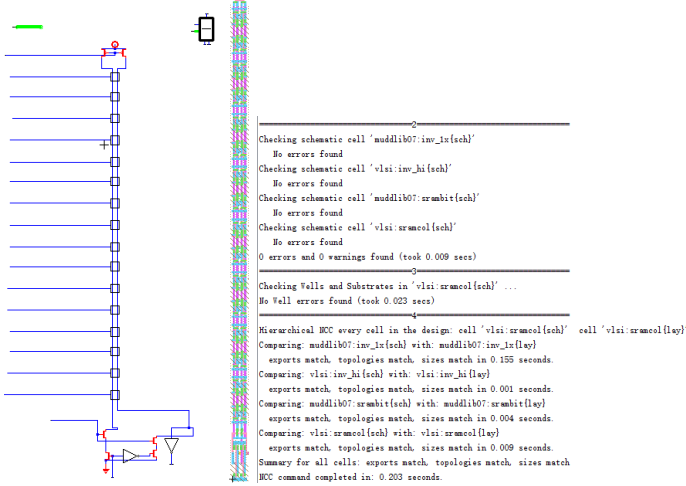 ==================================2==================================
Checking schematic cell 'muddlib07:inv_1x{sch}'
No errors found
Checking schematic cell 'vlsi:inv_hi{sch}'
No errors found
Checking schematic cell 'muddlib07:srambit{sch}'
No errors found
Checking schematic cell 'vlsi:sramcol{sch}'
No errors found
0 errors and 0 warnings found (took 0.009 secs)
==================================3==================================
Checking Wells and Substrates in 'vlsi:sramcol{sch}' ...
No Well errors found (took 0.023 secs)
==================================4==================================
Hierarchical NCC every cell in the design: cell 'vlsi:sramcol{sch}'  cell 'vlsi:sramcol{lay}'
Comparing: muddlib07:inv_1x{sch} with: muddlib07:inv_1x{lay}
exports match, topologies match, sizes match in 0.155 seconds.
Comparing: vlsi:inv_hi{sch} with: vlsi:inv_hi{lay}
exports match, topologies match, sizes match in 0.001 seconds.
Comparing: muddlib07:srambit{sch} with: muddlib07:srambit{lay}
exports match, topologies match, sizes match in 0.004 seconds.
Comparing: vlsi:sramcol{sch} with: vlsi:sramcol{lay}
exports match, topologies match, sizes match in 0.009 seconds.
Summary for all cells: exports match, topologies match, sizes match
NCC command completed in: 0.203 seconds.